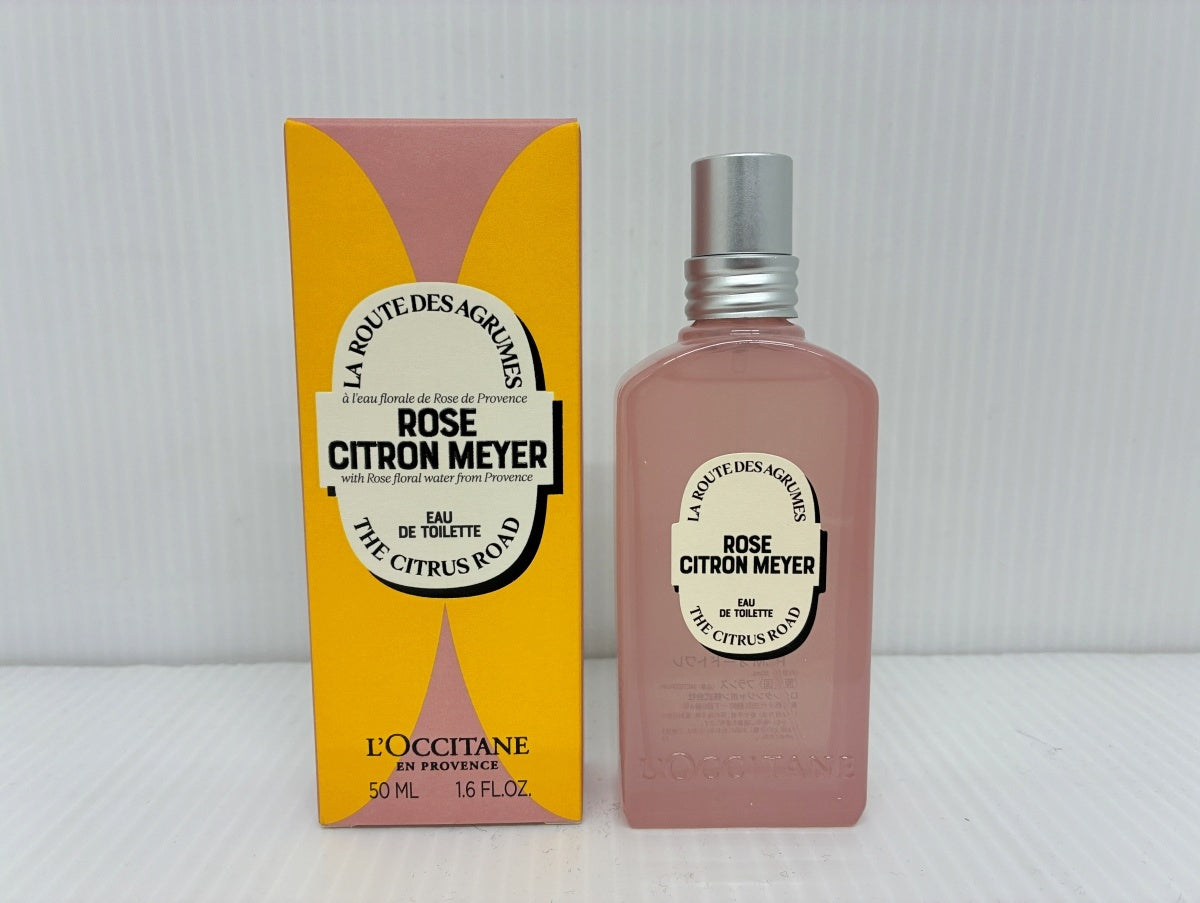 LA ROUTE DES AGRUMES
à l'eau florale de Rose de Provence
ROSE
CITRON MEYER
with Rose floral water from Provence
EAU
DE TOILETTE
THE CITRUS ROAD
L'OCCITANE
EN PROVENCE
50 ML 1.6 FL.OZ.
LA ROUTE DES AGRUMES
ROSE
CITRON MEYER
EAU
DE TOILETTE
THE CITRUS ROAD
L'OCCITANE